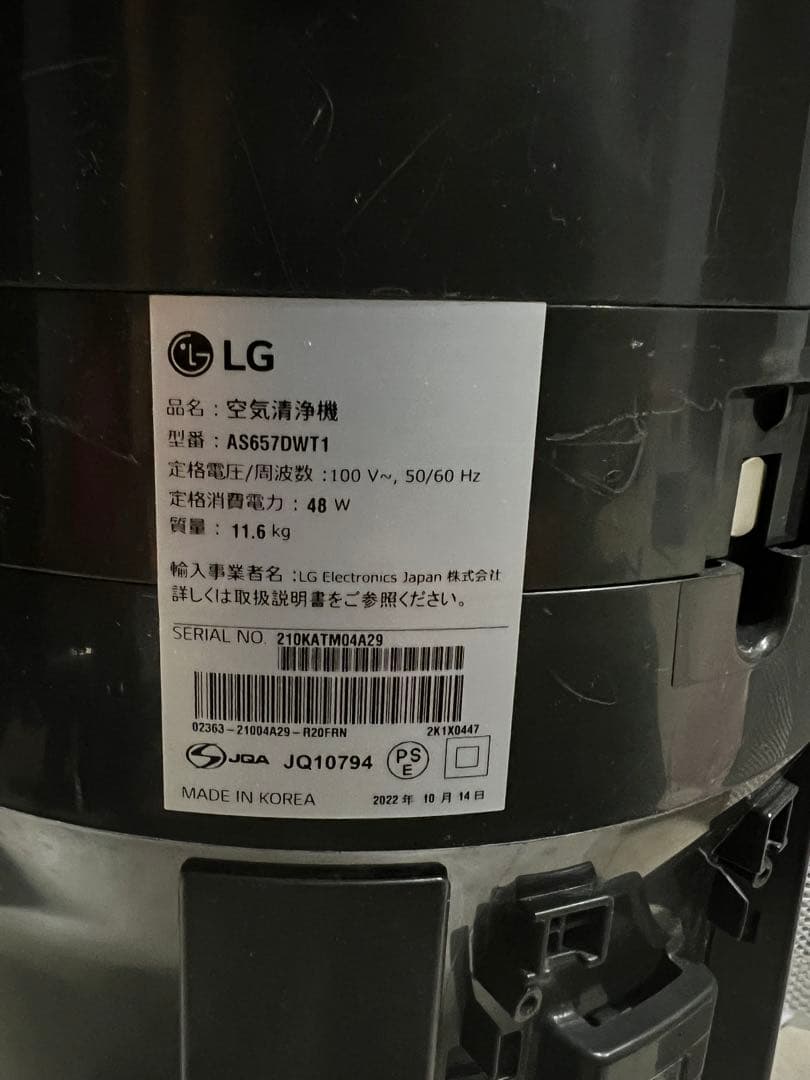 LG
品名 : 空気清浄機
型番 : AS657DWT1
定格電圧/周波数 : 100 V~, 50/60 Hz
定格消費電力 : 48 W
質量 : 11.6 kg
輸入事業者名 : LG Electronics Japan 株式会社
詳しくは取扱説明書をご参照ください。
SERIAL NO. 210KATM04A29
02363-21004A29-R20FRN 2K1X0447
JQA JQ10794 PS E
MADE IN KOREA 2022 年 10 月 14 日